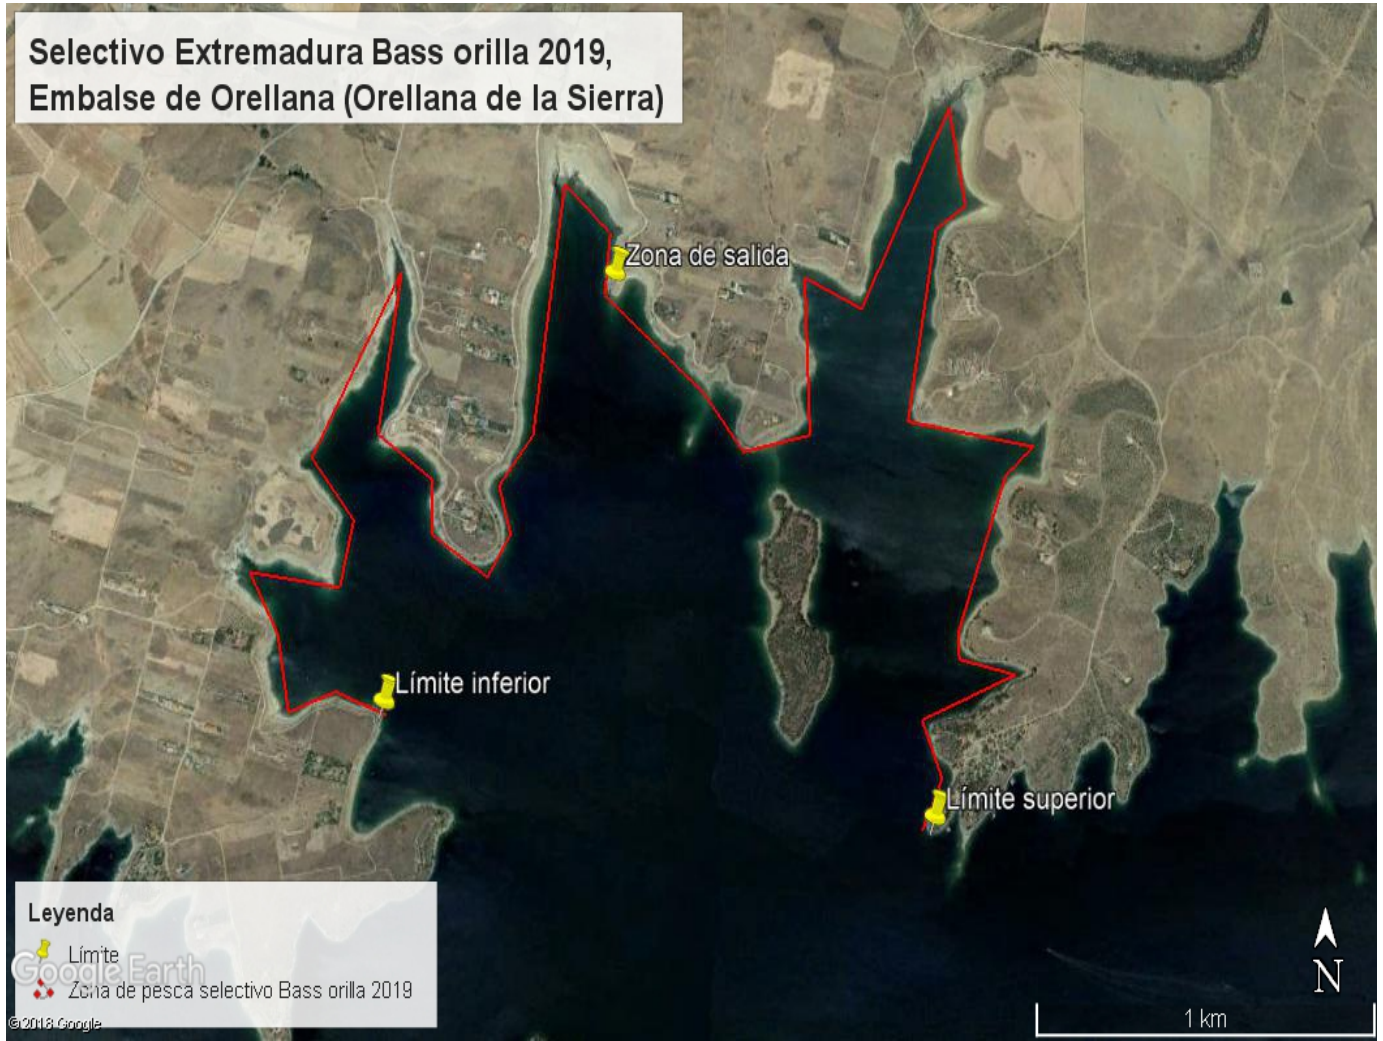 Selectivo Extremadura Bass orilla 2019,
Embalse de Orellana (Orellana de la Sierra)
Zona de salida
Límite inferior
Límite superior
Leyenda
Límite
Google Earth
Zona de pesca selectivo Bass orilla 2019
©2018 Google
N
1 km